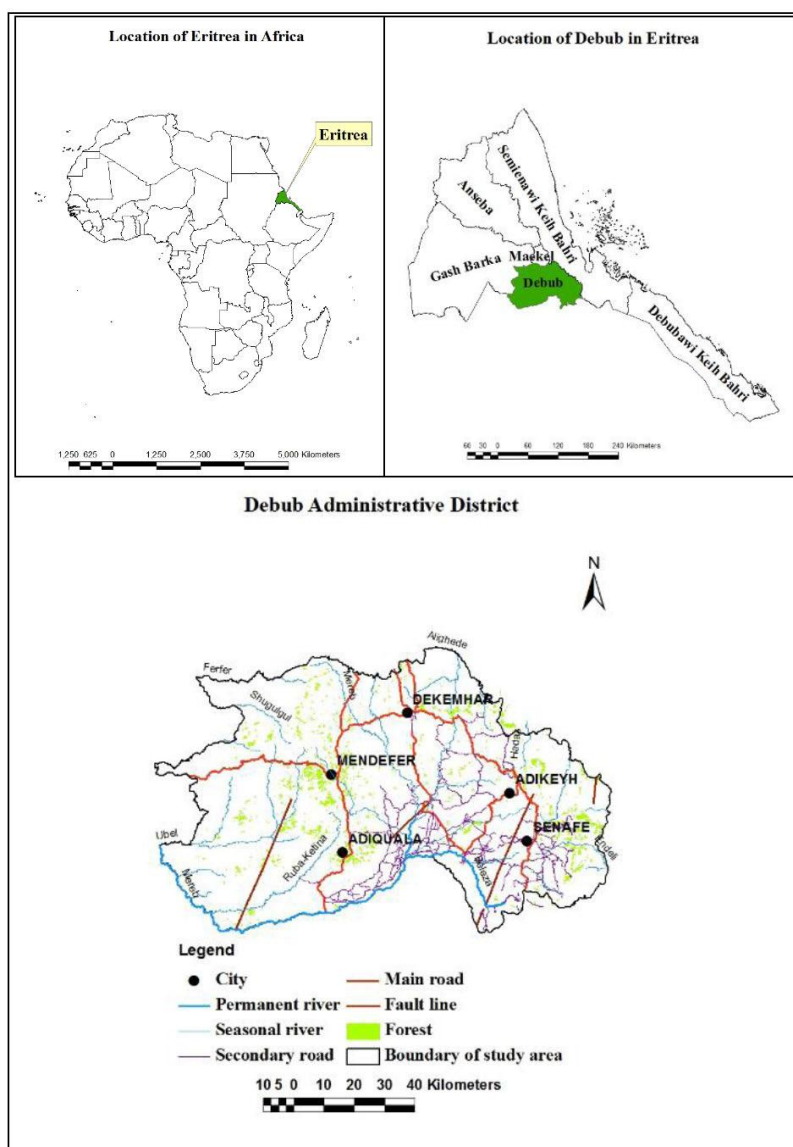 Location of Eritrea in Africa
Eritrea
1,250 625 0 1,250 2,500 3,750 5,000 Kilometers
Location of Debub in Eritrea
Semienawi Keih Bahri
Anseba
Gash Barka
Maekel
Debub
Debubawi Keih Bahri
60 30 0 60 120 180 240 Kilometers
Debub Administrative District
N
Alighede
Ferfer
Mereb
Shugulgul
DEKEMHAR
Hadax
MENDEFER
ADIKEYH
ADIQUALA
SENAFE
Ubel
Endeli
Ruba-Ketina
Mereb
Legend
City
Main road
Permanent river
Fault line
Seasonal river
Forest
Secondary road
Boundary of study area
10 5 0 10 20 30 40 Kilometers